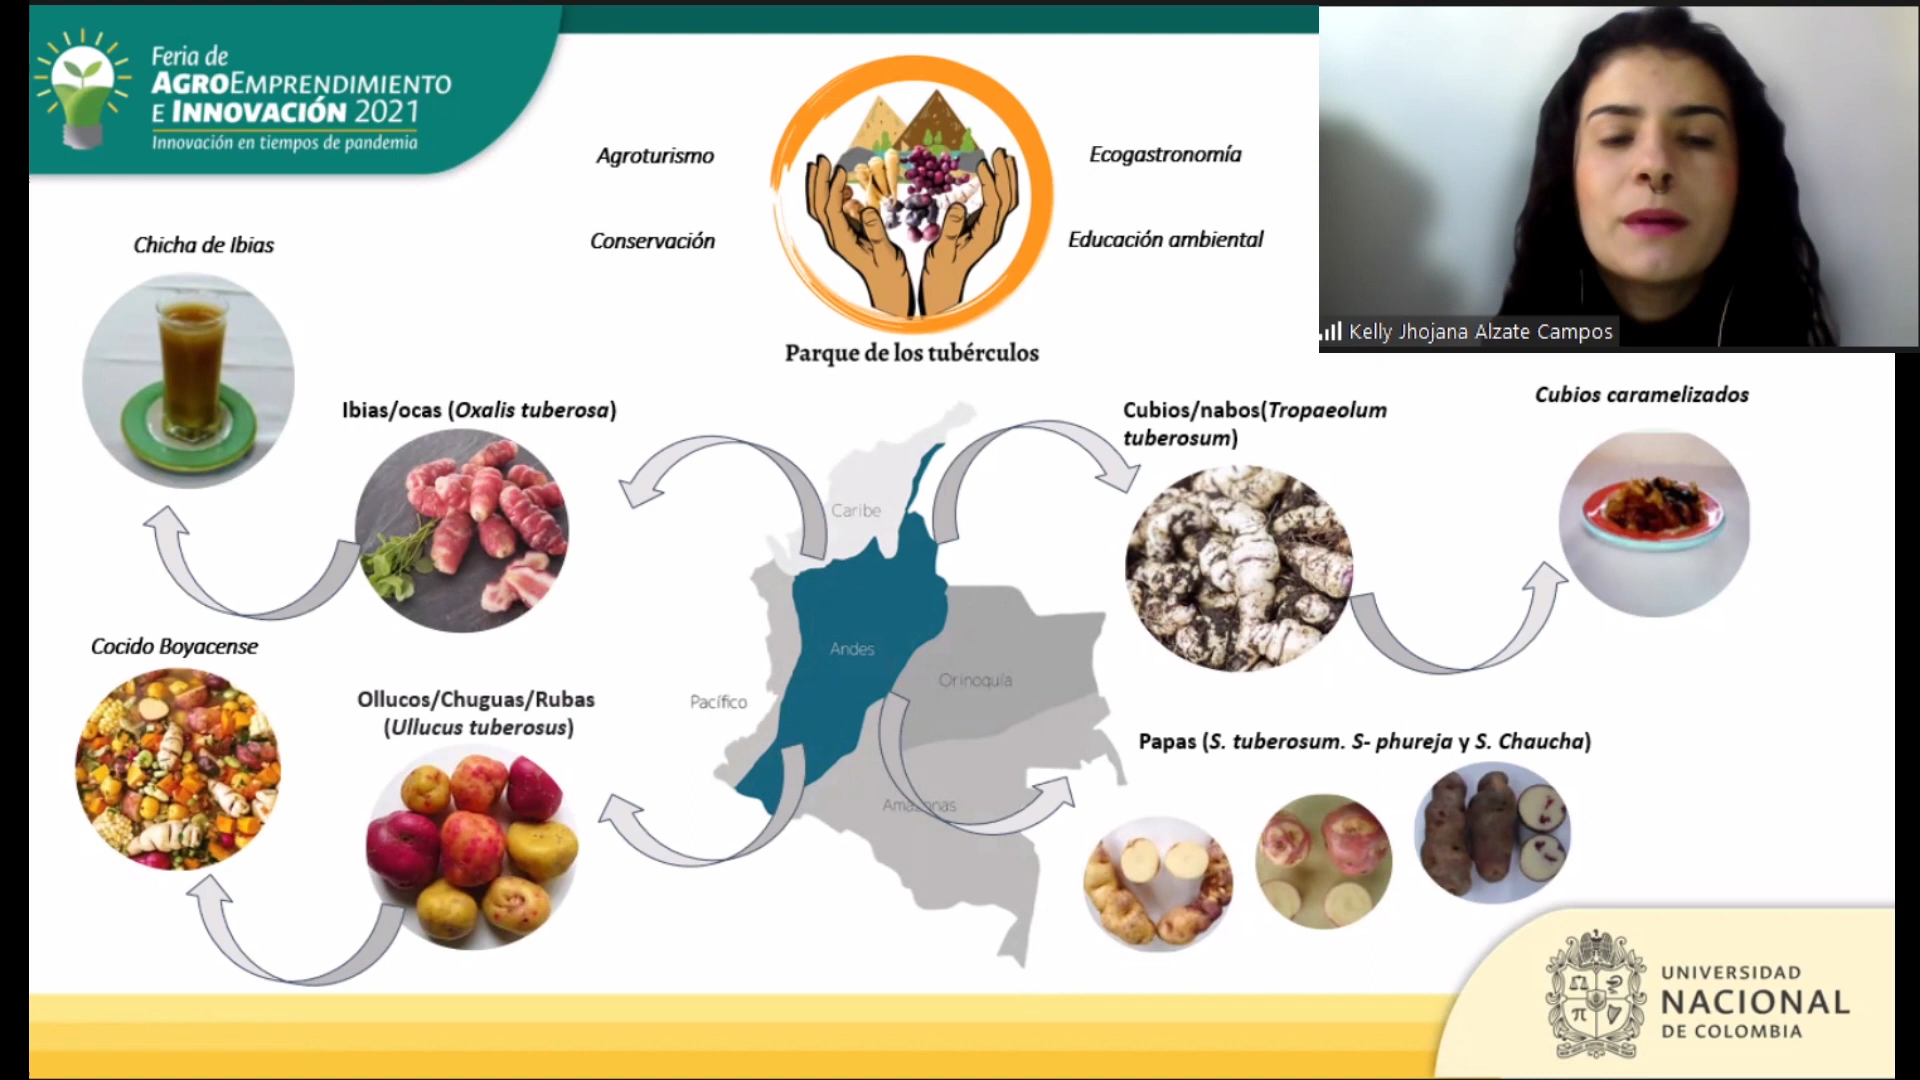 Feria de
AGROEMPRENDIMIENTO
E INNOVACIÓN 2021
Innovación en tiempos de pandemia
Agroturismo
Ecogastronomía
Conservación
Educación ambiental
Parque de los tubérculos
Kelly Jhojana Alzate Campos
Chicha de Ibias
Ibias/ocas (Oxalis tuberosa)
Cubios/nabos(Tropaeolum
tuberosum)
Cubios caramelizados
Cocido Boyacense
Ollucos/Chuguas/Rubas
(Ullucus tuberosus)
Caribe
Andes
Orinoquía
Pacífico
Amazonas
Papas (S. tuberosum. S- phureja y S. Chaucha)
π
UNIVERSIDAD
NACIONAL
DE COLOMBIA